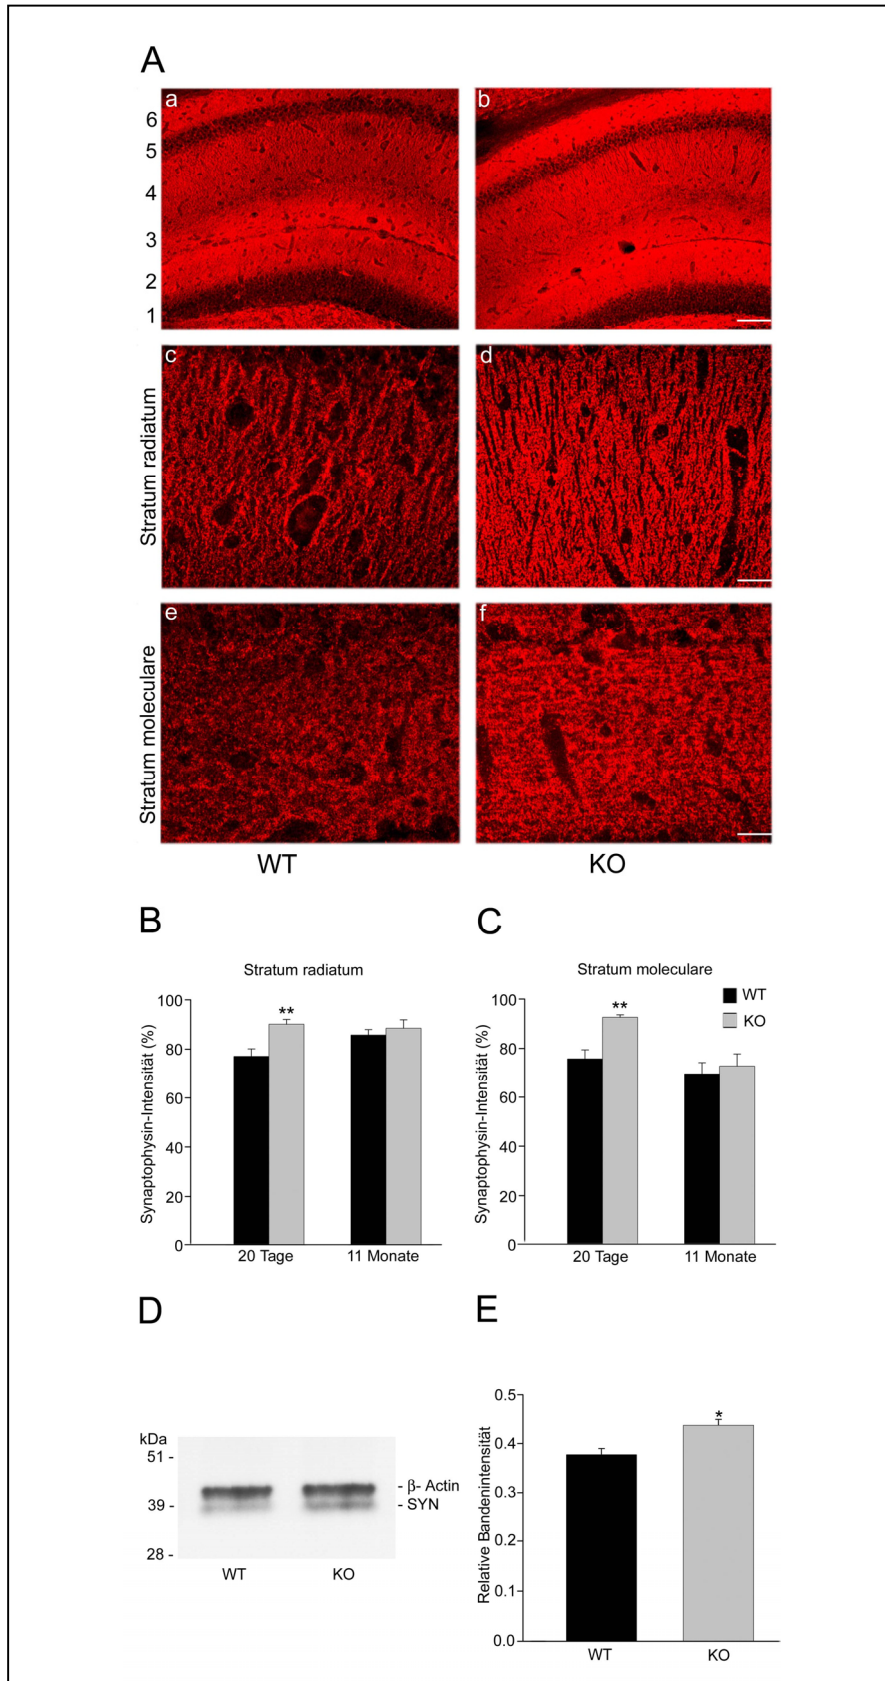 A
a
b
6
5
4
3
2
1
c
d
Stratum radiatum
e
f
Stratum moleculare
WT
KO
B
Stratum radiatum
Synaptophysin-Intensität (%)
100
**
80
60
40
20
0
20 Tage
11 Monate
C
Stratum moleculare
Synaptophysin-Intensität (%)
100
**
WT
KO
80
60
40
20
0
20 Tage
11 Monate
D
kDa
51 -
- β- Actin
39 -
- SYN
28 -
WT
KO
E
Relative Bandenintensität
0.5
*
0.4
0.3
0.2
0.1
0.0
WT
KO